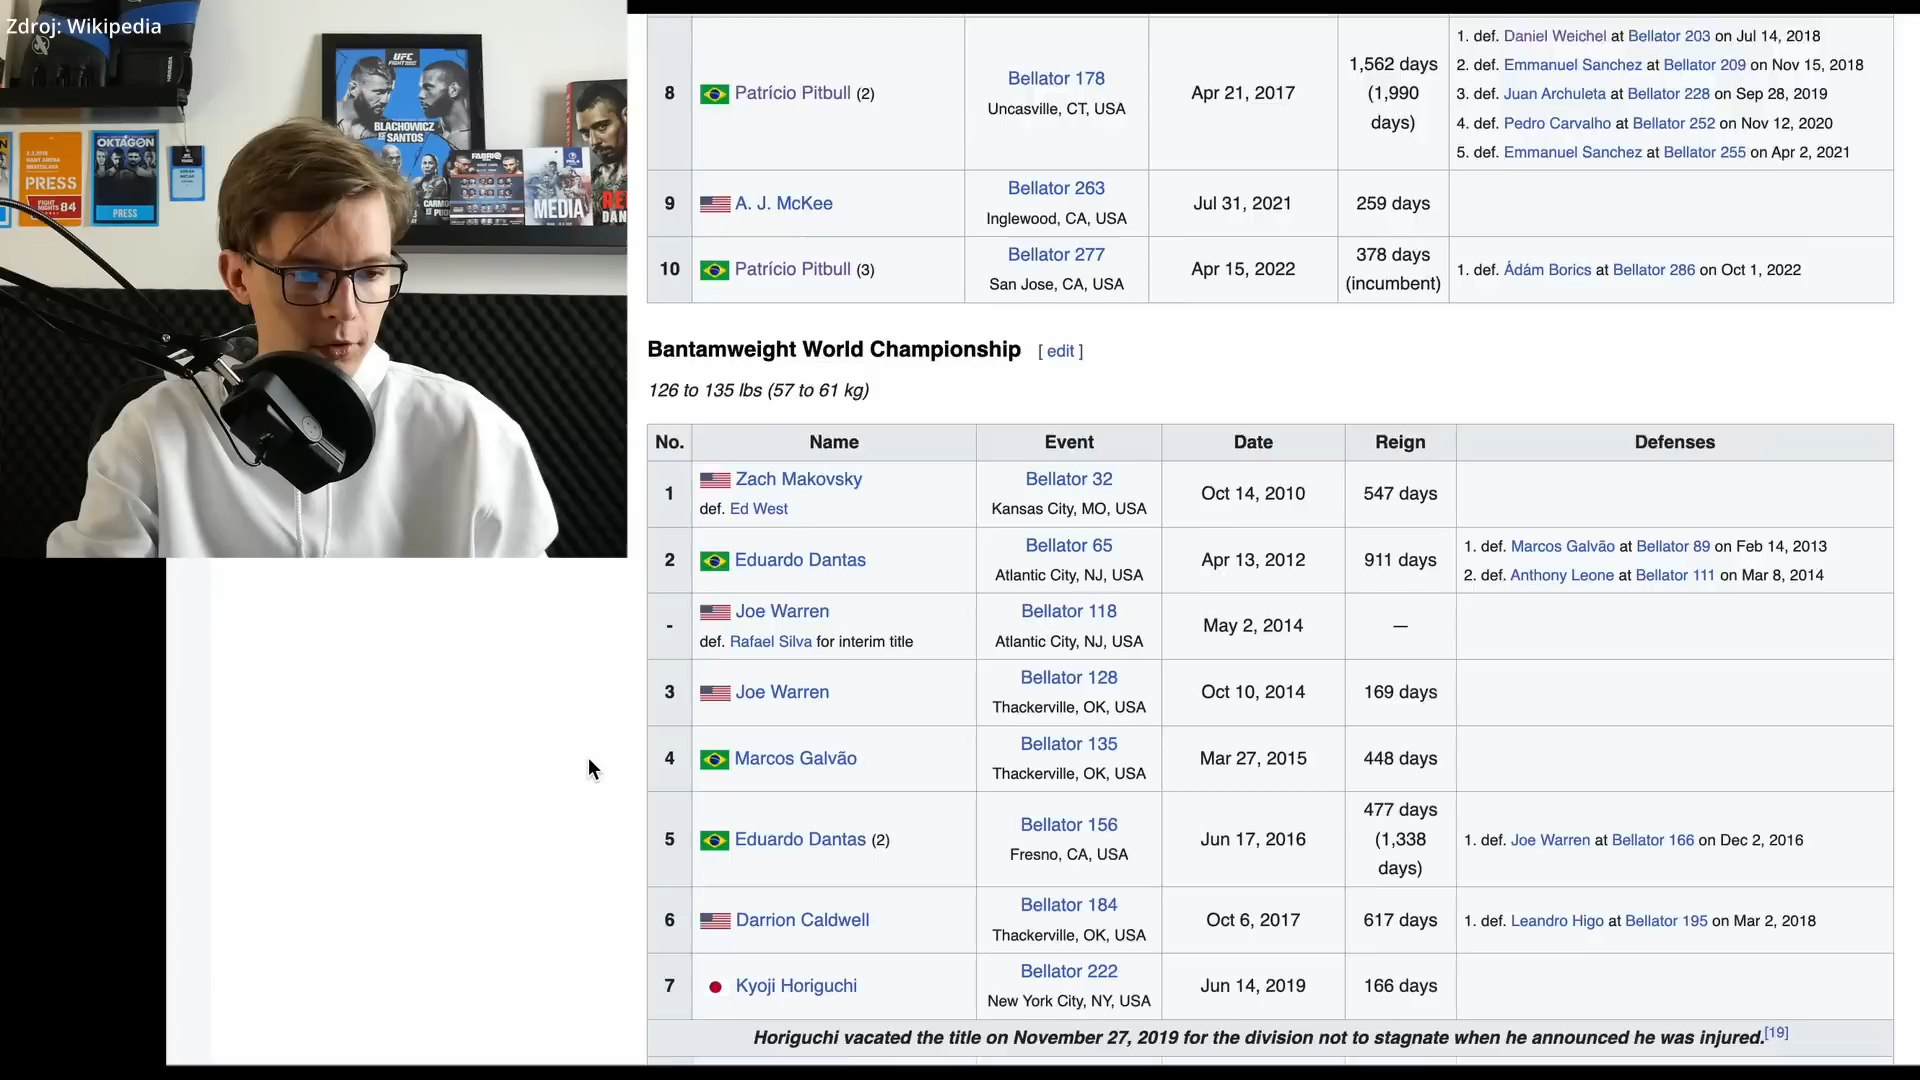 Zdroj: Wikipedia
UFC
FIGHT NIGHT
BLACHOWICZ
SANTOS
OKTAGON
PRESS
FIGHT NIGHTS 84
PRESS
FABRIQ
MEDIA
8
Patrício Pitbull (2)
Bellator 178
Uncasville, CT, USA
Apr 21, 2017
1,562 days
(1,990
days)
1. def. Daniel Weichel at Bellator 203 on Jul 14, 2018
2. def. Emmanuel Sanchez at Bellator 209 on Nov 15, 2018
3. def. Juan Archuleta at Bellator 228 on Sep 28, 2019
4. def. Pedro Carvalho at Bellator 252 on Nov 12, 2020
5. def. Emmanuel Sanchez at Bellator 255 on Apr 2, 2021
9
A. J. McKee
Bellator 263
Inglewood, CA, USA
Jul 31, 2021
259 days
10
Patrício Pitbull (3)
Bellator 277
San Jose, CA, USA
Apr 15, 2022
378 days
(incumbent)
1. def. Ádám Borics at Bellator 286 on Oct 1, 2022
Bantamweight World Championship [ edit ]
126 to 135 lbs (57 to 61 kg)
No. Name Event Date Reign Defenses
1
Zach Makovsky
def. Ed West
Bellator 32
Kansas City, MO, USA
Oct 14, 2010
547 days
2
Eduardo Dantas
Bellator 65
Atlantic City, NJ, USA
Apr 13, 2012
911 days
1. def. Marcos Galvão at Bellator 89 on Feb 14, 2013
2. def. Anthony Leone at Bellator 111 on Mar 8, 2014
-
Joe Warren
def. Rafael Silva for interim title
Bellator 118
Atlantic City, NJ, USA
May 2, 2014
—
3
Joe Warren
Bellator 128
Thackerville, OK, USA
Oct 10, 2014
169 days
4
Marcos Galvão
Bellator 135
Thackerville, OK, USA
Mar 27, 2015
448 days
5
Eduardo Dantas (2)
Bellator 156
Fresno, CA, USA
Jun 17, 2016
477 days
(1,338
days)
1. def. Joe Warren at Bellator 166 on Dec 2, 2016
6
Darrion Caldwell
Bellator 184
Thackerville, OK, USA
Oct 6, 2017
617 days
1. def. Leandro Higo at Bellator 195 on Mar 2, 2018
7
Kyoji Horiguchi
Bellator 222
New York City, NY, USA
Jun 14, 2019
166 days
Horiguchi vacated the title on November 27, 2019 for the division not to stagnate when he announced he was injured.[19]